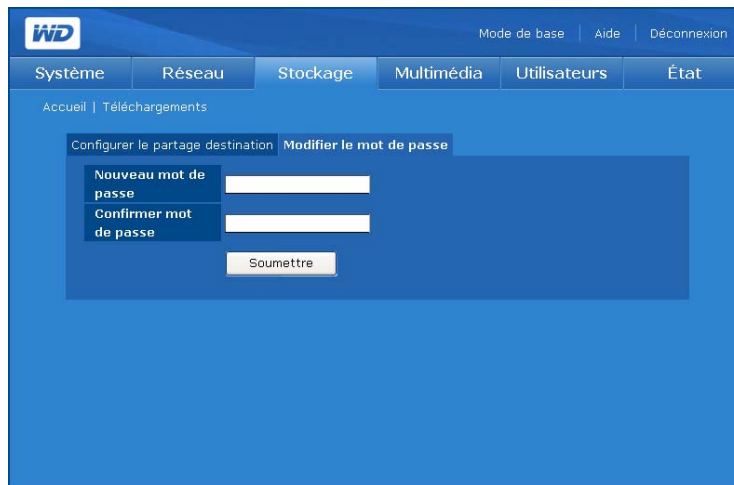 WD
Mode de base | Aide | Déconnexion
Système Réseau Stockage Multimédia Utilisateurs État
Accueil | Téléchargements
Configurer le partage destination Modifier le mot de passe
Nouveau mot de
passe
Confirmer mot
de passe
Soumettre